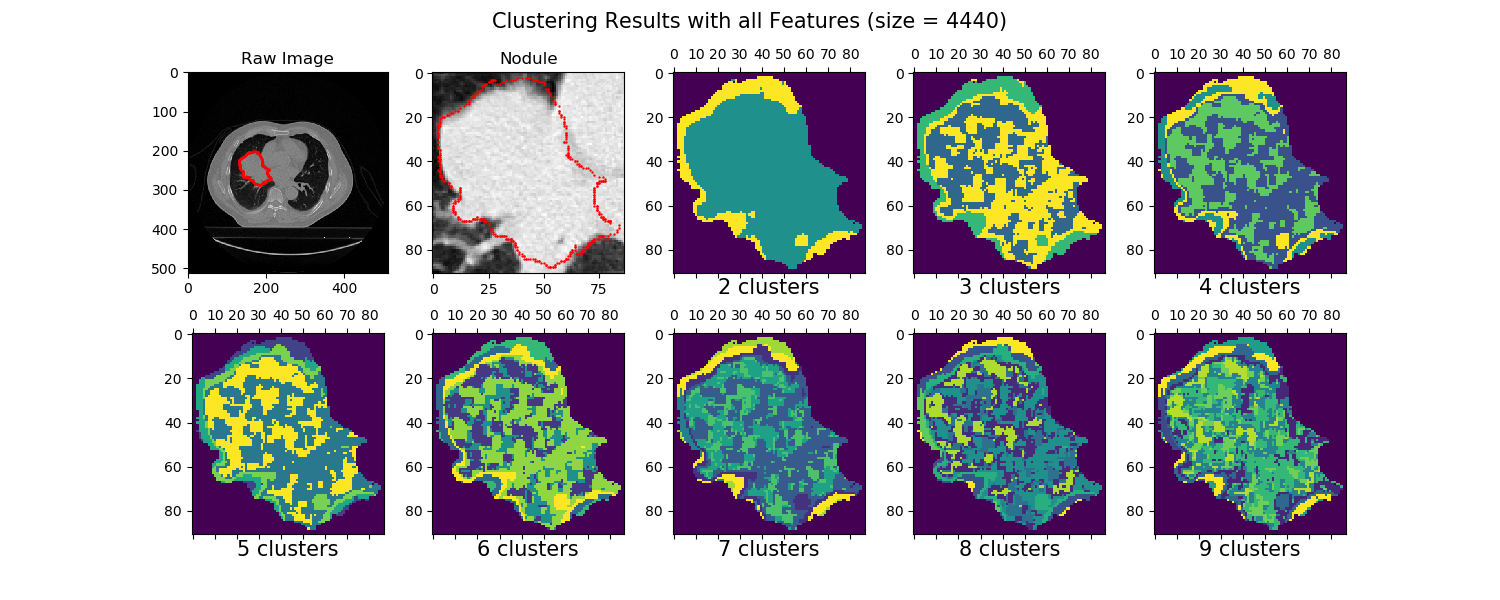 Clustering Results with all Features (size = 4440)
Raw Image
0
100
200
300
400
500
0 200 400
Nodule
0
20
40
60
80
0 25 50 75
0 10 20 30 40 50 60 70 80
0
20
40
60
80
2 clusters
0 10 20 30 40 50 60 70 80
0
20
40
60
80
3 clusters
0 10 20 30 40 50 60 70 80
0
20
40
60
80
4 clusters
0 10 20 30 40 50 60 70 80
0
20
40
60
80
5 clusters
0 10 20 30 40 50 60 70 80
0
20
40
60
80
6 clusters
0 10 20 30 40 50 60 70 80
0
20
40
60
80
7 clusters
0 10 20 30 40 50 60 70 80
0
20
40
60
80
8 clusters
0 10 20 30 40 50 60 70 80
0
20
40
60
80
9 clusters